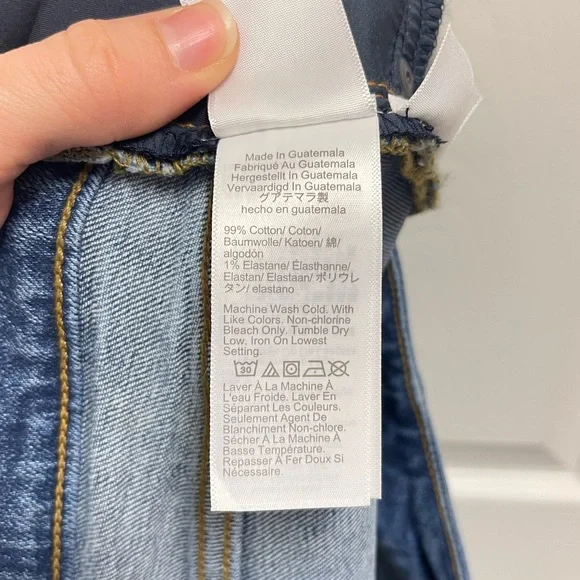 Made In Guatemala
Fabriqué Au Guatemala
Hergestellt In Guatemala
Vervaardigd In Guatemala
グアテマラ製
hecho en guatemala
99% Cotton/ Coton/
Baumwolle/ Katoen/ 綿/
algodón
1% Elastane/ Élasthanne/
Elastan/ Elastaan/ ポリウレ
タン/ elastano
Machine Wash Cold. With
Like Colors. Non-chlorine
Bleach Only. Tumble Dry
Low, Iron On Lowest
Setting.
30
Laver À La Machine À
L'eau Froide. Laver En
Séparant Les Couleurs.
Seulement Agent De
Blanchiment Non-chlore.
Sécher À La Machine À
Basse Température.
Repasser À Fer Doux Si
Nécessaire.